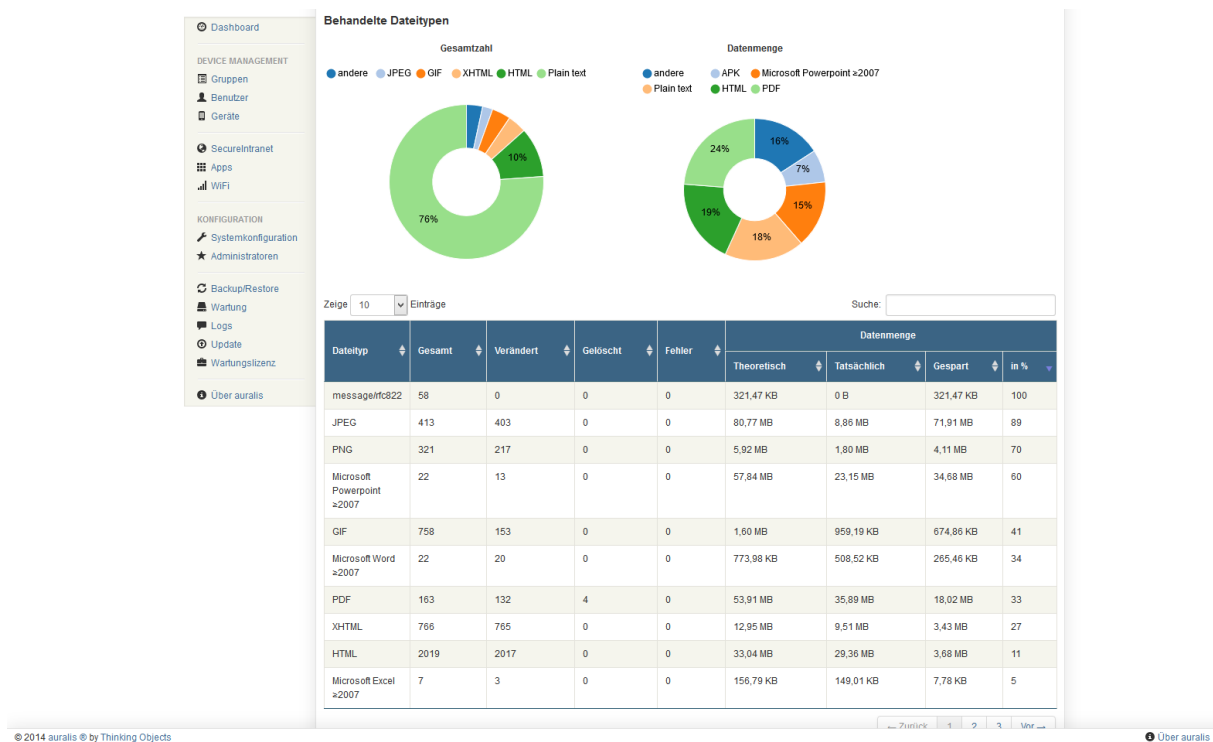 Dashboard
DEVICE MANAGEMENT
Gruppen
Benutzer
Geräte
SecureIntranet
Apps
WiFi
KONFIGURATION
Systemkonfiguration
Administratoren
Backup/Restore
Wartung
Logs
Update
Wartungslizenz
Über auralis
Behandelte Dateitypen
Gesamtzahl
andere JPEG GIF XHTML HTML Plain text
10%
76%
Datenmenge
andere APK Microsoft Powerpoint ≥2007
Plain text HTML PDF
24% 16%
7%
15%
19%
18%
Zeige 10 Einträge Suche:
Dateityp Gesamt Verändert Gelöscht Fehler Datenmenge
Theoretisch Tatsächlich Gespart in %
message/rfc822 58 0 0 0 321,47 KB 0 B 321,47 KB 100
JPEG 413 403 0 0 80,77 MB 8,86 MB 71,91 MB 89
PNG 321 217 0 0 5,92 MB 1,80 MB 4,11 MB 70
Microsoft Powerpoint ≥2007 22 13 0 0 57,84 MB 23,15 MB 34,68 MB 60
GIF 758 153 0 0 1,60 MB 959,19 KB 674,86 KB 41
Microsoft Word ≥2007 22 20 0 0 773,98 KB 508,52 KB 265,46 KB 34
PDF 163 132 4 0 53,91 MB 35,89 MB 18,02 MB 33
XHTML 766 765 0 0 12,95 MB 9,51 MB 3,43 MB 27
HTML 2019 2017 0 0 33,04 MB 29,36 MB 3,68 MB 11
Microsoft Excel ≥2007 7 3 0 0 156,79 KB 149,01 KB 7,78 KB 5
← Zurück 1 2 3 Vor →
© 2014 auralis ® by Thinking Objects
Über auralis